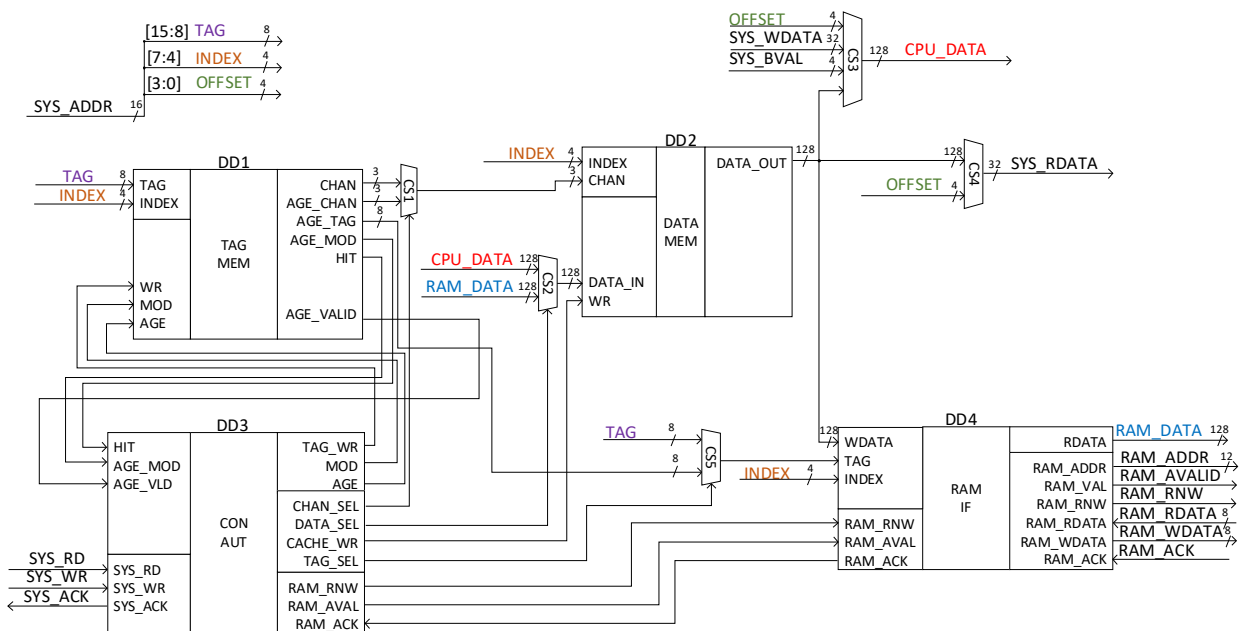 [15:8] TAG 8
[7:4] INDEX 4
[3:0] OFFSET 4
SYS_ADDR 16
OFFSET 4
SYS_WDATA 32
SYS_BVAL 4
CS3
128 CPU_DATA
DD1
TAG 8
INDEX 4
TAG
INDEX
WR
MOD
AGE
TAG
MEM
CHAN 3
AGE_CHAN 3
AGE_TAG 8
AGE_MOD
HIT
AGE_VALID
CS1
DD2
INDEX 4
3
INDEX
CHAN
DATA_IN
WR
DATA
MEM
DATA_OUT 128
CPU_DATA 128
RAM_DATA 128
CS2
128
128
OFFSET 4
CS4
32 SYS_RDATA
DD3
HIT
AGE_MOD
AGE_VLD
SYS_RD
SYS_WR
SYS_ACK
SYS_RD
SYS_WR
SYS_ACK
CON
AUT
TAG_WR
MOD
AGE
CHAN_SEL
DATA_SEL
CACHE_WR
TAG_SEL
RAM_RNW
RAM_AVAL
RAM_ACK
TAG 8
8
CS5
INDEX 4
DD4
128
WDATA
TAG
INDEX
RAM_RNW
RAM_AVAL
RAM_ACK
RAM
IF
RDATA
RAM_ADDR
RAM_VAL
RAM_RNW
RAM_RDATA
RAM_WDATA
RAM_ACK
RAM_DATA 128
RAM_ADDR 12
RAM_AVALID
RAM_RNW
RAM_RDATA 8
RAM_WDATA 8
RAM_ACK